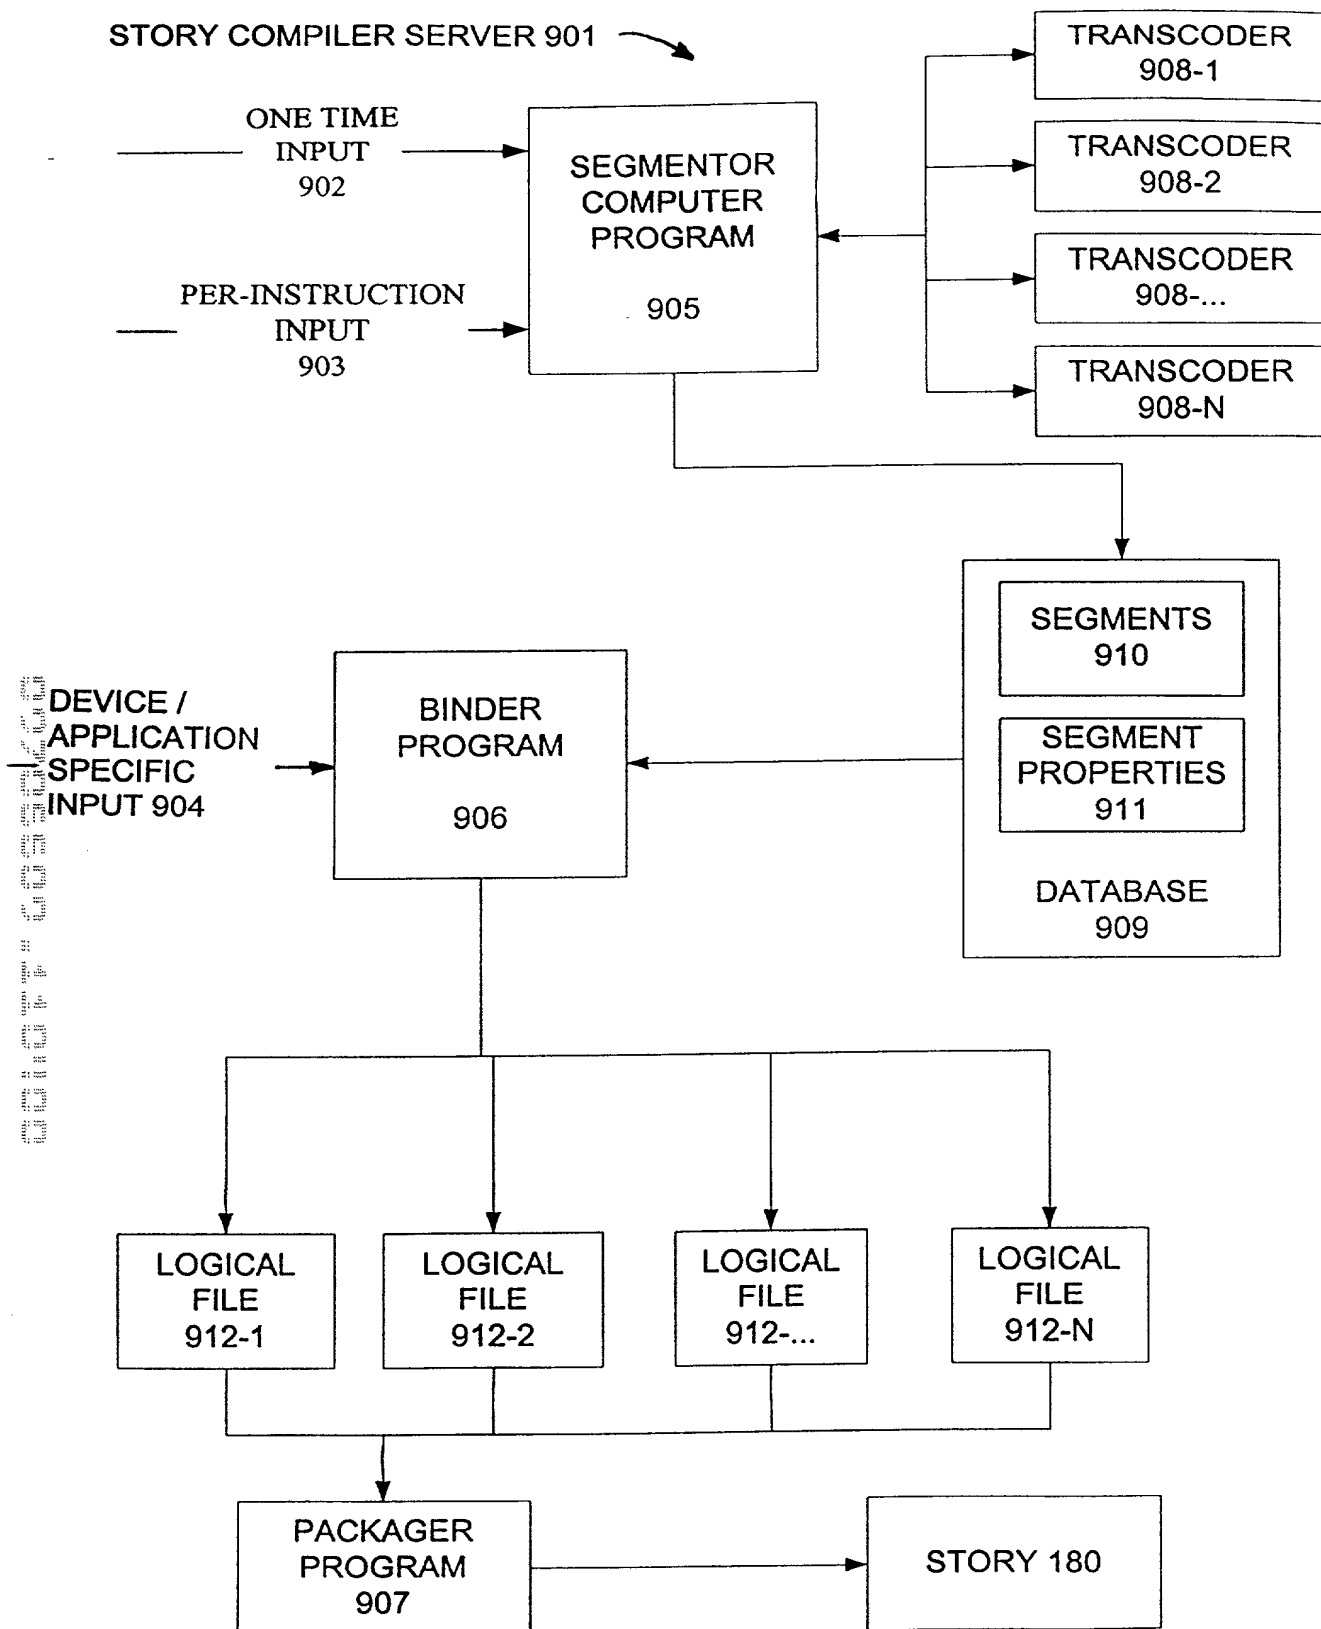 STORY COMPILER SERVER 901
ONE TIME
INPUT
902
PER-INSTRUCTION
INPUT
903
SEGMENTOR
COMPUTER
PROGRAM
905
TRANSCODER
908-1
TRANSCODER
908-2
TRANSCODER
908-...
TRANSCODER
908-N
SEGMENTS
910
SEGMENT
PROPERTIES
911
DATABASE
909
DEVICE /
APPLICATION
SPECIFIC
INPUT 904
BINDER
PROGRAM
906
LOGICAL
FILE
912-1
LOGICAL
FILE
912-2
LOGICAL
FILE
912-...
LOGICAL
FILE
912-N
PACKAGER
PROGRAM
907
STORY 180